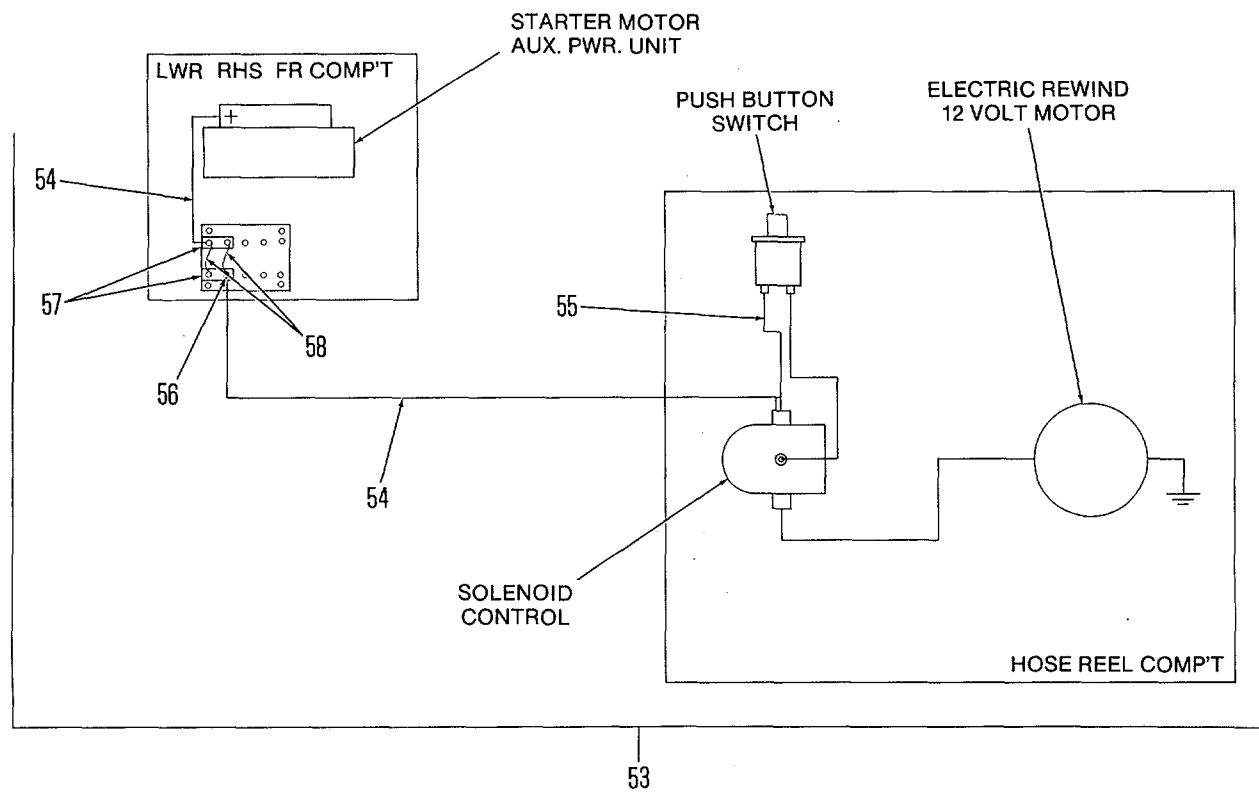 STARTER MOTOR
AUX. PWR. UNIT
LWR RHS FR COMP'T
+
PUSH BUTTON
SWITCH
ELECTRIC REWIND
12 VOLT MOTOR
54
57
58
56
55
54
SOLENOID
CONTROL
HOSE REEL COMP'T
53